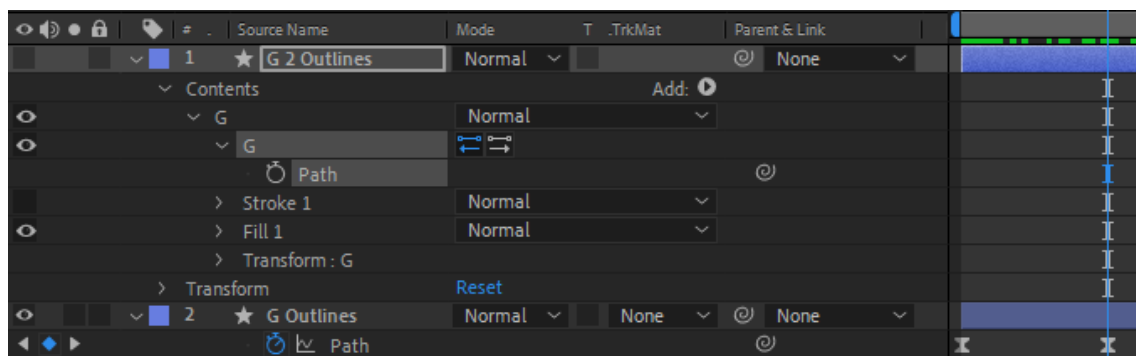 # . Source Name Mode T .TrkMat Parent & Link
1 G 2 Outlines Normal None
Contents Add:
G Normal
G
Path
Stroke 1 Normal
Fill 1 Normal
Transform : G
Transform Reset
2 G Outlines Normal None None
Path